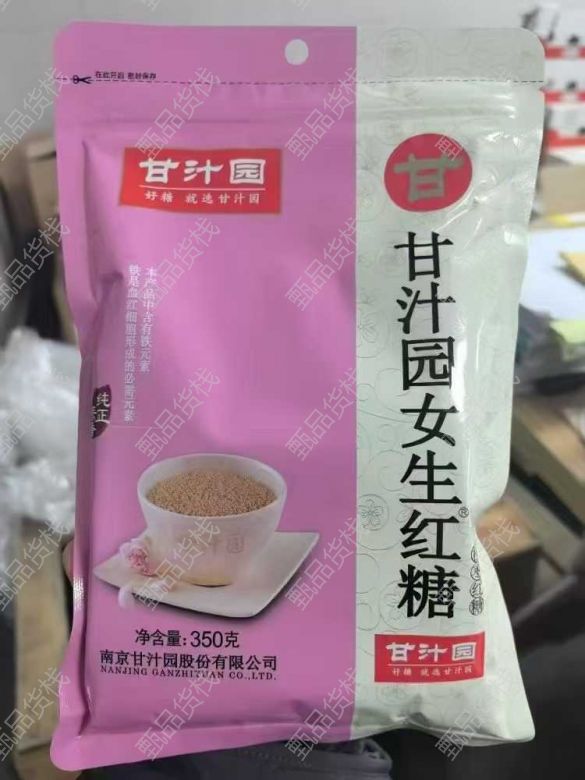 在此开启 密封保存
甘汁园
好糖 就选甘汁园
本产品中含有铁元素
铁是血红细胞形成的必需元素
纯正
净含量:350克
南京甘汁园股份有限公司
NANJING GANZHIYUAN CO.,LTD.
甘
甘汁园女生红糖®
甘汁园
好糖 就选甘汁园
甄品货栈